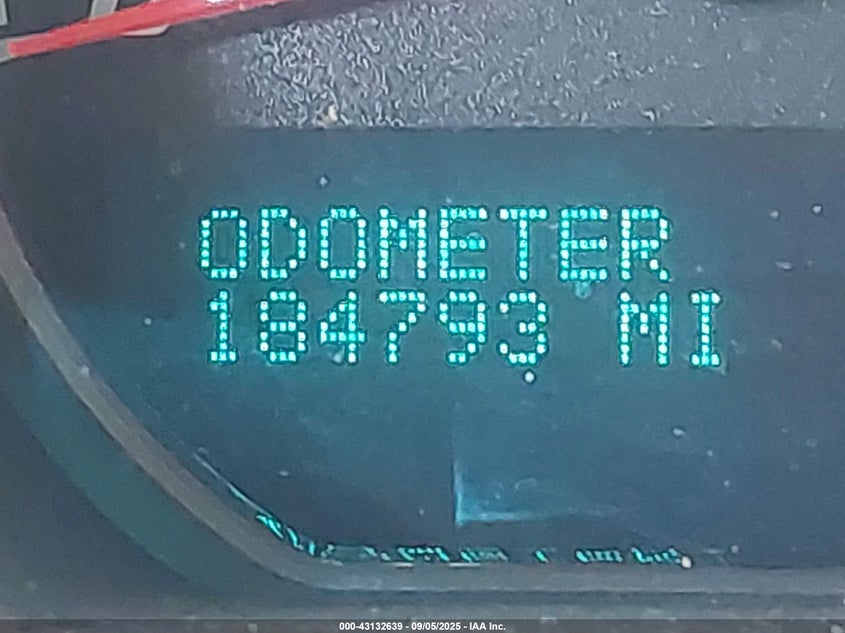 ODOMETER
184793 MI
000-43132639 - 09/05/2025 - IAA Inc.